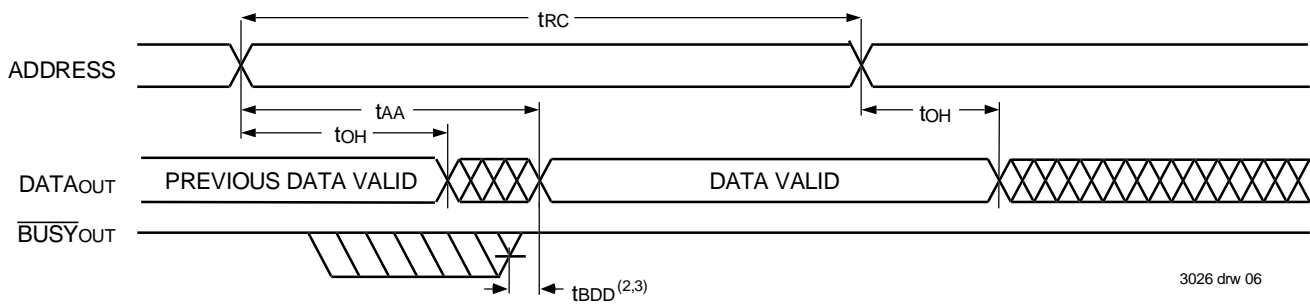 tRC
ADDRESS
tAA
tOH
tOH
DATAOUT
PREVIOUS DATA VALID
DATA VALID
BUSYOUT
tBDD(2,3)
3026 drw 06